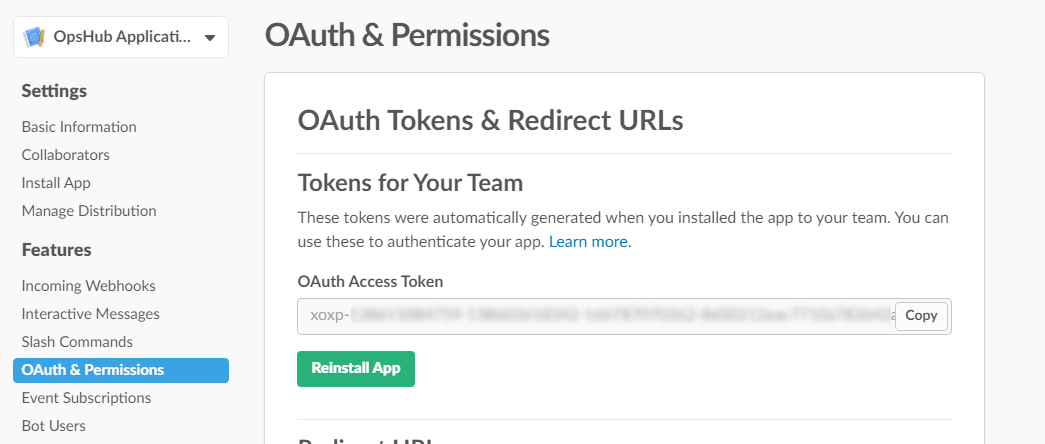 OpsHub Applicati...
Settings
Basic Information
Collaborators
Install App
Manage Distribution
Features
Incoming Webhooks
Interactive Messages
Slash Commands
OAuth & Permissions
Event Subscriptions
Bot Users
OAuth & Permissions
OAuth Tokens & Redirect URLs
Tokens for Your Team
These tokens were automatically generated when you installed the app to your team. You can
use these to authenticate your app. Learn more.
OAuth Access Token
xoxp-
Copy
Reinstall App